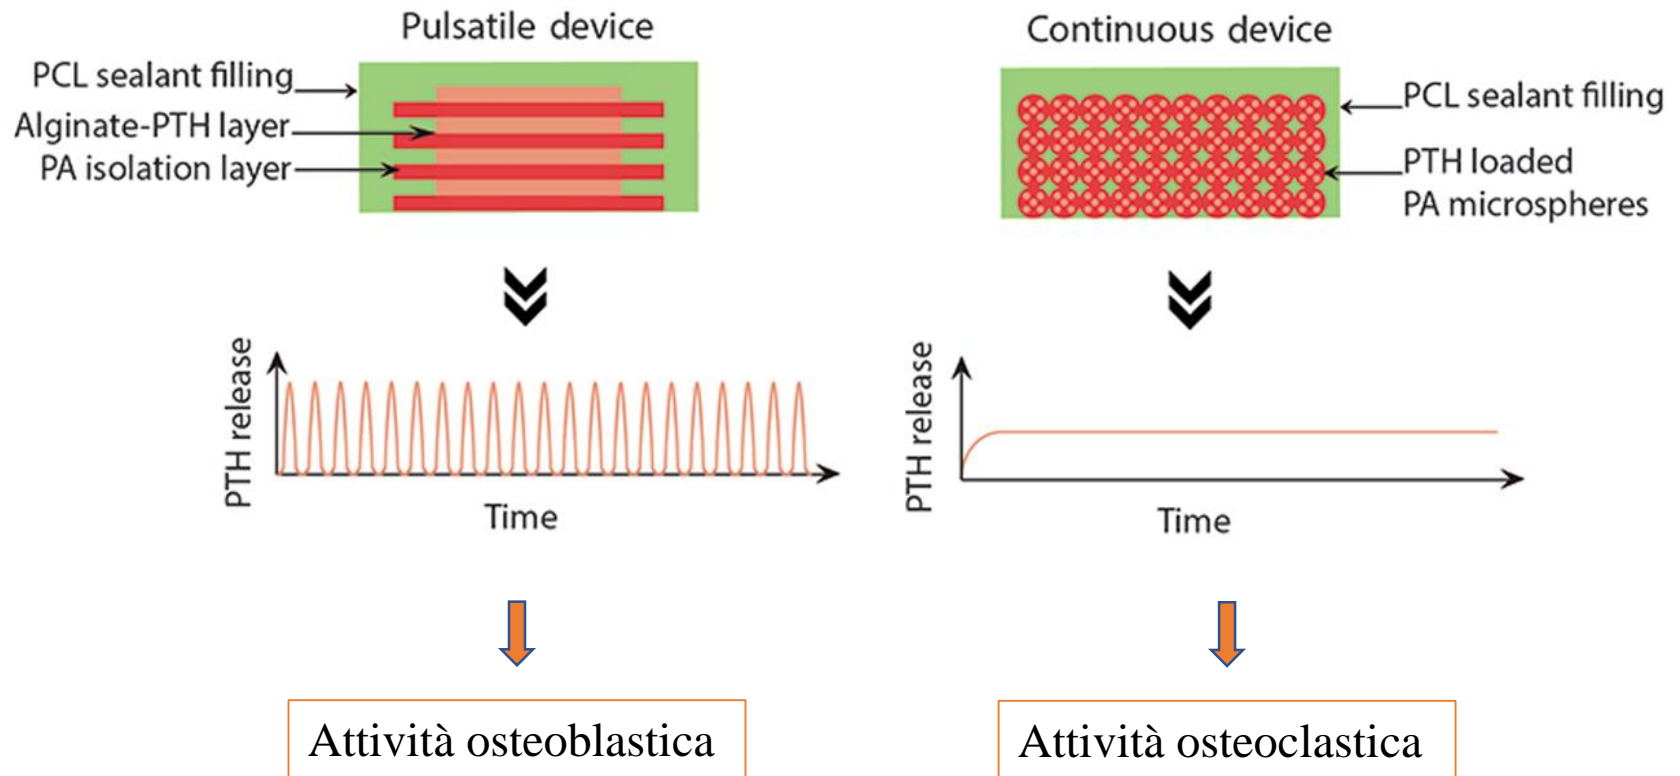 Pulsatile device
PCL sealant filling
Alginate-PTH layer
PA isolation layer
PTH release
Time
Attività osteoblastica
Continuous device
PCL sealant filling
PTH loaded
PA microspheres
PTH release
Time
Attività osteoclastica